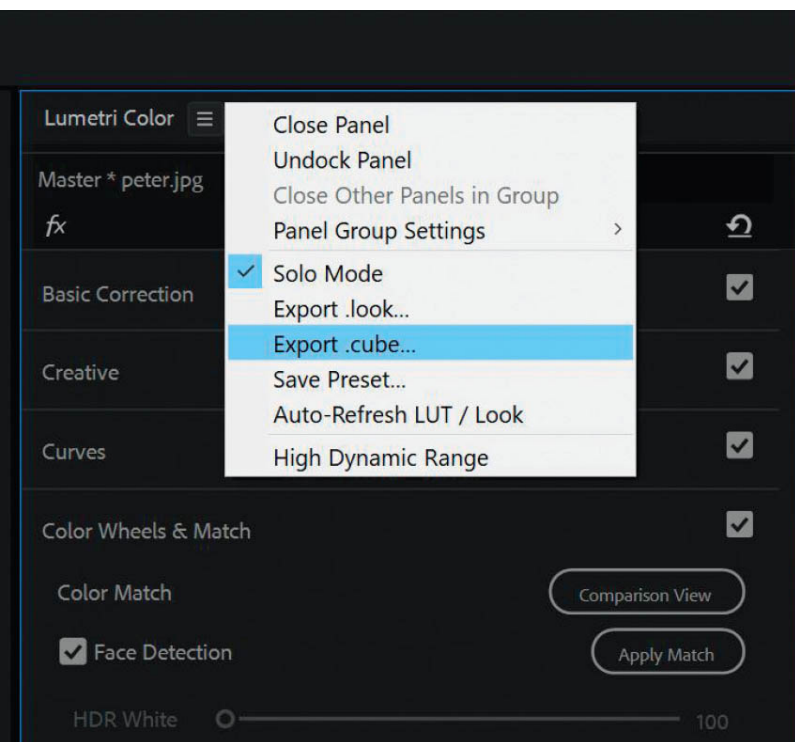 Lumetri Color
Close Panel
Undock Panel
Close Other Panels in Group
Panel Group Settings
Solo Mode
Export .look...
Export .cube...
Save Preset...
Auto-Refresh LUT / Look
High Dynamic Range
Master * peter.jpg
fx
Basic Correction
Creative
Curves
Color Wheels & Match
Color Match
Comparison View
Face Detection
Apply Match
HDR White
100